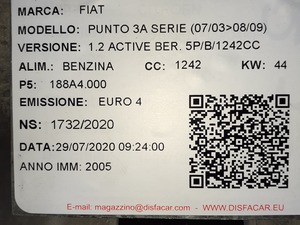 MARCA: FIAT
MODELLO: PUNTO 3A SERIE (07/03>08/09)
VERSIONE: 1.2 ACTIVE BER. 5P/B/1242CC
ALIM.: BENZINA CC: 1242 KW: 44
P5: 188A4.000
EMISSIONE: EURO 4
NS: 1732/2020
DATA:29/07/2020 09:24:00
ANNO IMM: 2005
E-mail: magazzino@disfacar.it - WWW.DISFACAR.EU